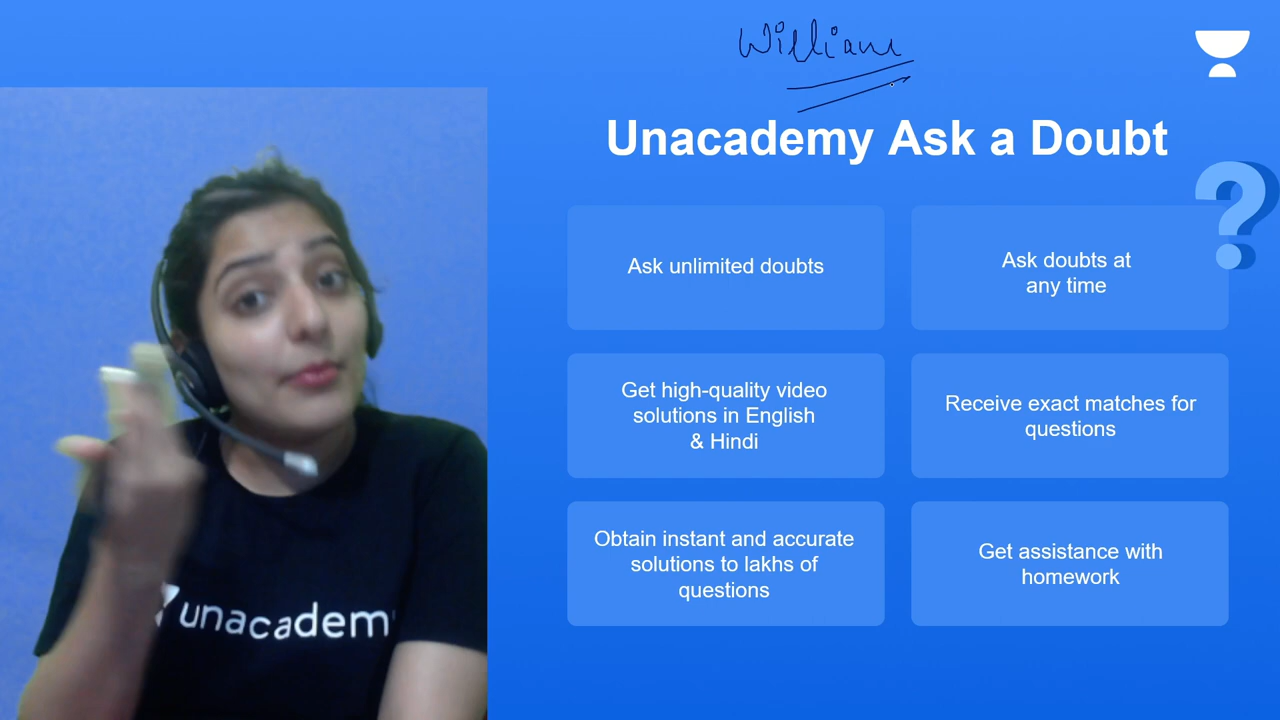 William
Unacademy Ask a Doubt
?
Ask unlimited doubts
Ask doubts at
any time
Get high-quality video
solutions in English
& Hindi
Receive exact matches for
questions
Obtain instant and accurate
solutions to lakhs of
questions
Get assistance with
homework
unacadem